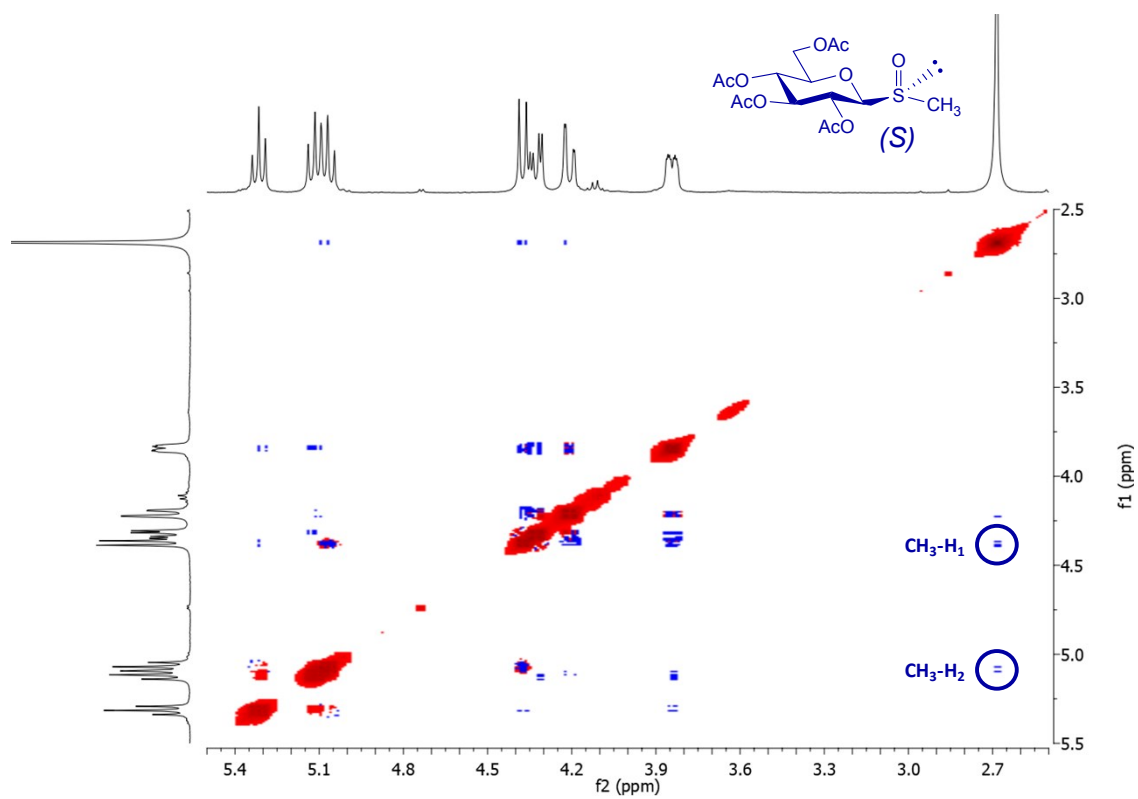 OAc
O
AcO
O
AcO
S
CH₃
AcO
(S)
2.5
3.0
3.5
4.0
CH₃-H₁
4.5
CH₃-H₂
5.0
5.5
f1 (ppm)
5.4 5.1 4.8 4.5 4.2 3.9 3.6 3.3 3.0 2.7
f2 (ppm)